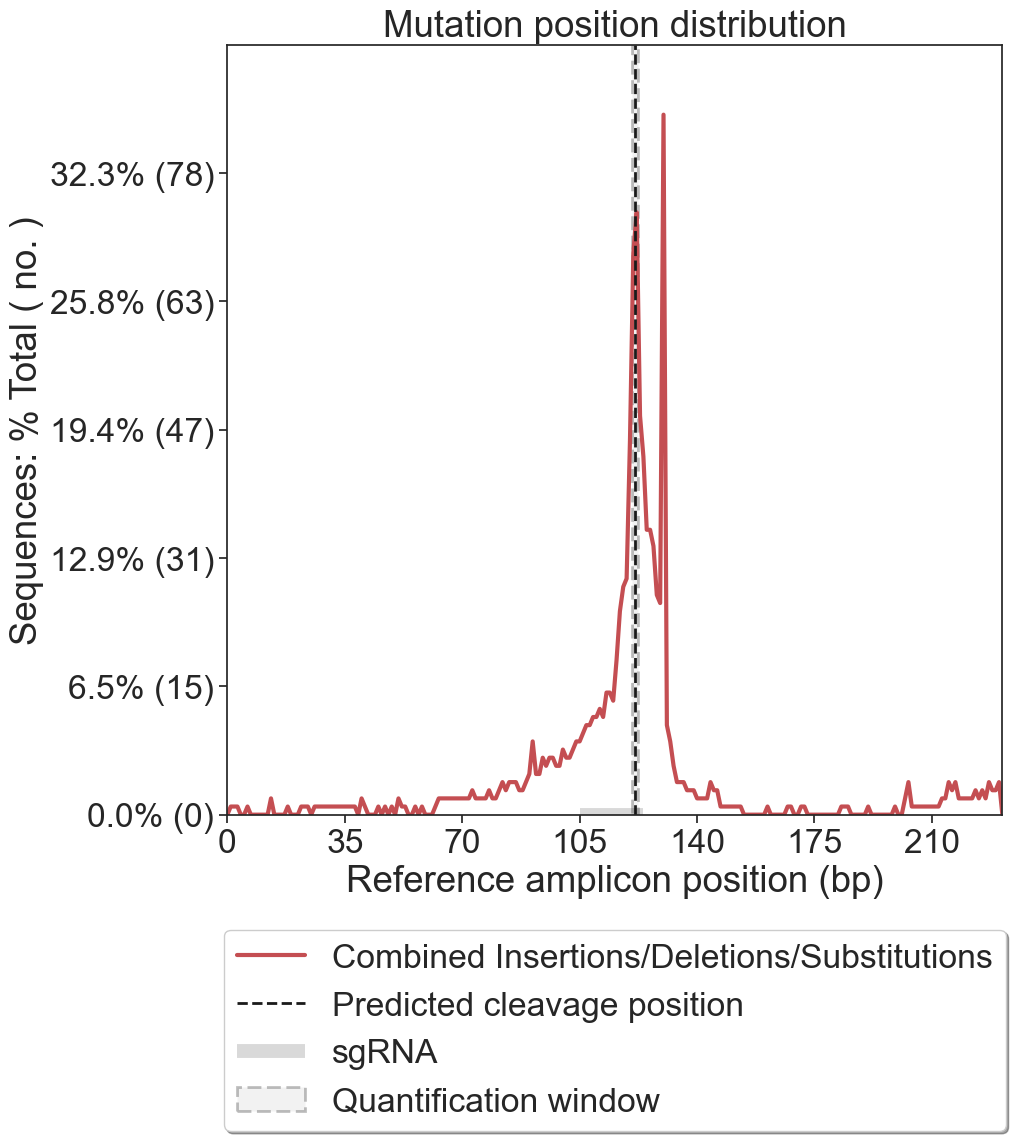 Mutation position distribution
Sequences: % Total ( no. )
32.3% (78)
25.8% (63)
19.4% (47)
12.9% (31)
6.5% (15)
0.0% (0)
0 35 70 105 140 175 210
Reference amplicon position (bp)
Combined Insertions/Deletions/Substitutions
Predicted cleavage position
sgRNA
Quantification window